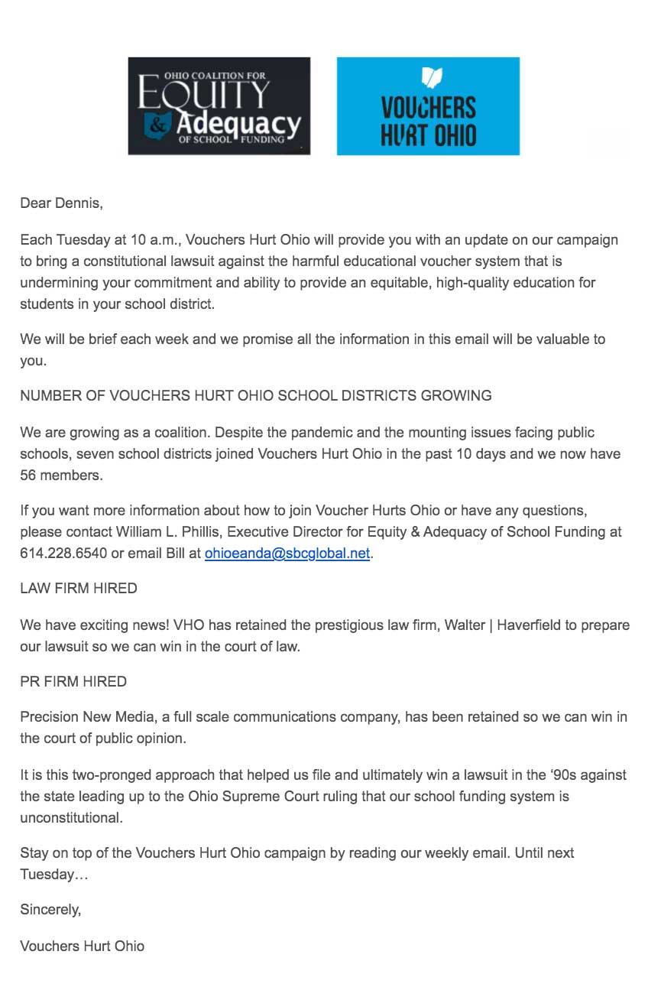 OHIO COALITION FOR
EQUITY
& Adequacy
OF SCHOOL FUNDING
VOUCHERS
HURT OHIO
Dear Dennis,
Each Tuesday at 10 a.m., Vouchers Hurt Ohio will provide you with an update on our campaign
to bring a constitutional lawsuit against the harmful educational voucher system that is
undermining your commitment and ability to provide an equitable, high-quality education for
students in your school district.
We will be brief each week and we promise all the information in this email will be valuable to
you.
NUMBER OF VOUCHERS HURT OHIO SCHOOL DISTRICTS GROWING
We are growing as a coalition. Despite the pandemic and the mounting issues facing public
schools, seven school districts joined Vouchers Hurt Ohio in the past 10 days and we now have
56 members.
If you want more information about how to join Voucher Hurts Ohio or have any questions,
please contact William L. Phillis, Executive Director for Equity & Adequacy of School Funding at
614.228.6540 or email Bill at ohioeanda@sbcglobal.net.
LAW FIRM HIRED
We have exciting news! VHO has retained the prestigious law firm, Walter | Haverfield to prepare
our lawsuit so we can win in the court of law.
PR FIRM HIRED
Precision New Media, a full scale communications company, has been retained so we can win in
the court of public opinion.
It is this two-pronged approach that helped us file and ultimately win a lawsuit in the ‘90s against
the state leading up to the Ohio Supreme Court ruling that our school funding system is
unconstitutional.
Stay on top of the Vouchers Hurt Ohio campaign by reading our weekly email. Until next
Tuesday…
Sincerely,
Vouchers Hurt Ohio